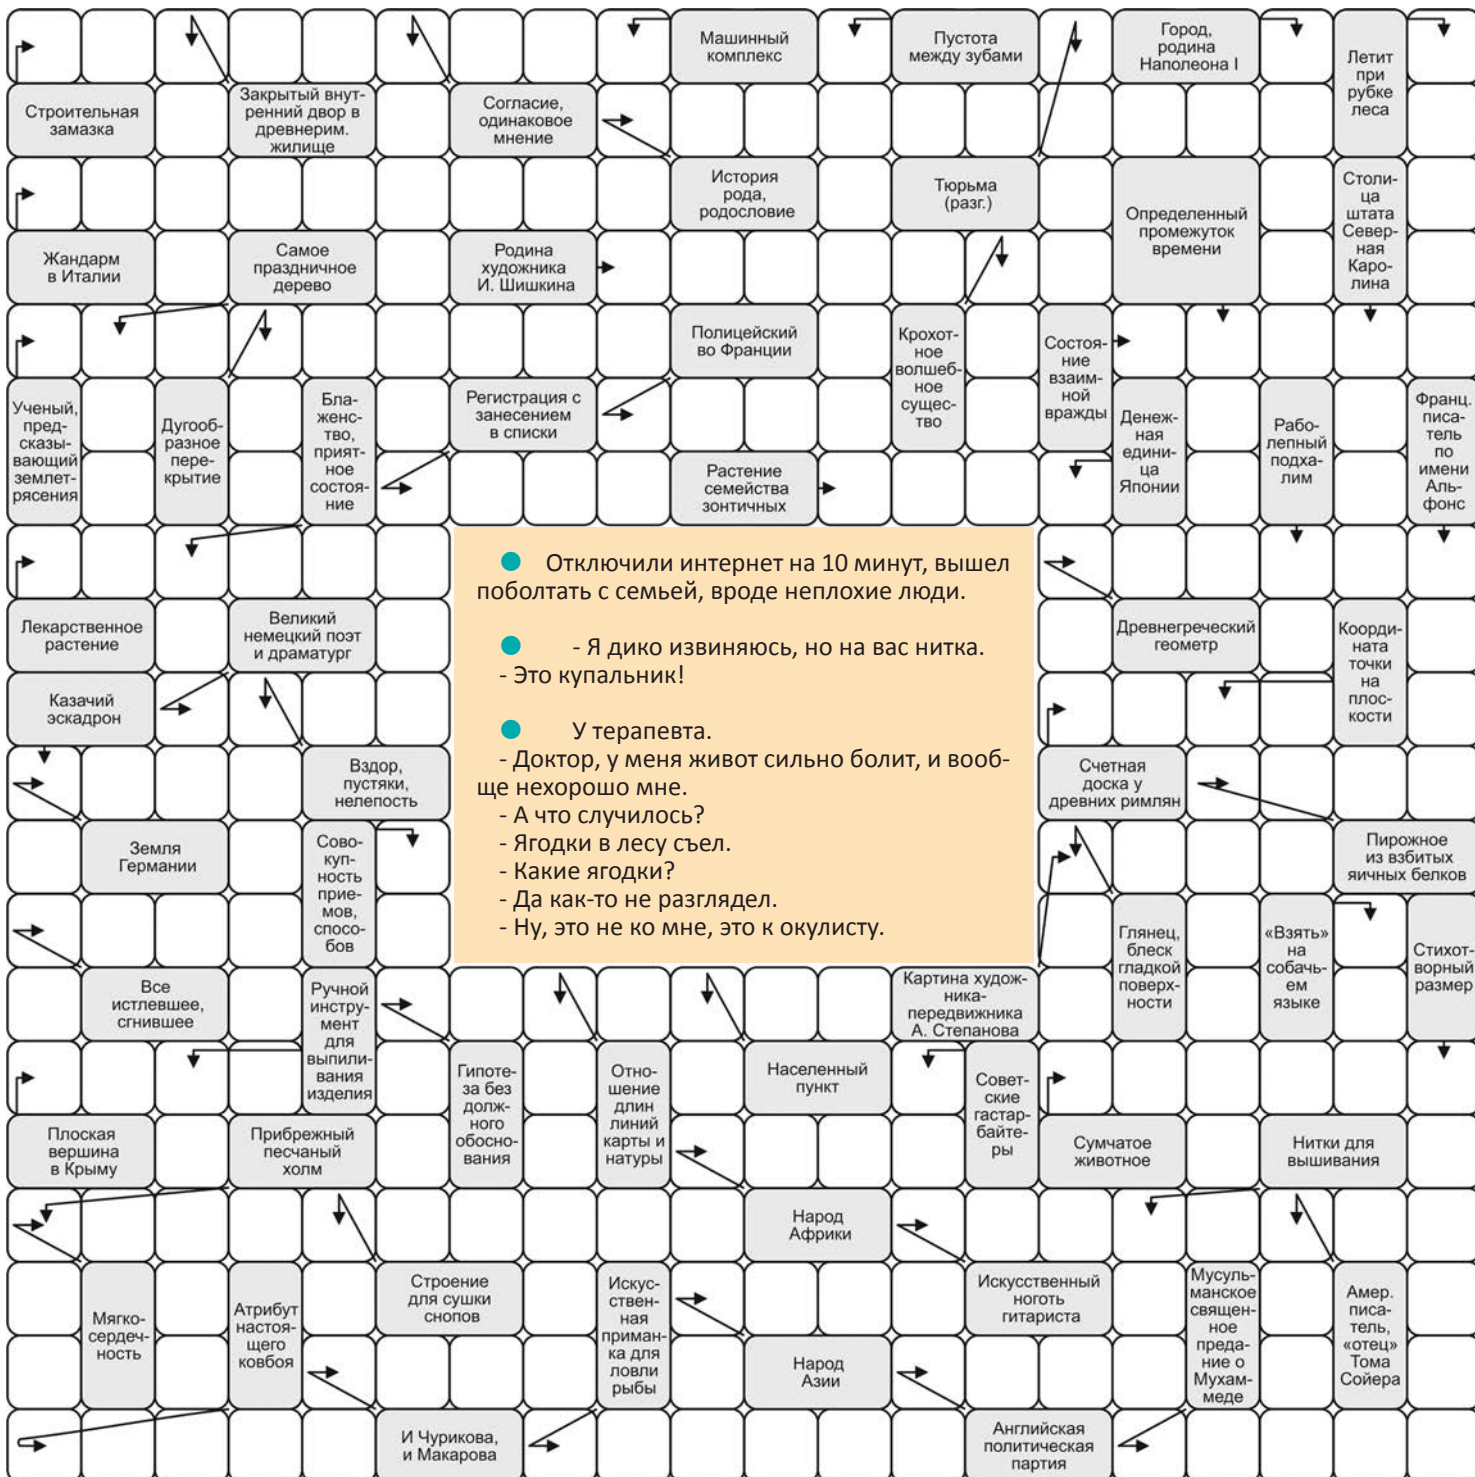 Машинный
комплекс
Пустота
между зубами
Город,
родина
Наполеона I
Летит
при
рубке
леса
Строительная
замазка
Закрытый внут-
ренний двор в
древнерим.
жилище
Согласие,
одинаковое
мнение
История
рода,
родословие
Тюрьма
(разг.)
Определенный
промежуток
времени
Столи-
ца
штата
Север-
ная
Каро-
лина
Жандарм
в Италии
Самое
праздничное
дерево
Родина
художника
И. Шишкина
Полицейский
во Франции
Крохот-
ное
волшеб-
ное
сущес-
тво
Состоя-
ние
взаим-
ной
вражды
Ученый,
пред-
сказы-
вающий
землет-
рясения
Дугооб-
разное
пере-
крытие
Бла-
женс-
тво,
прият-
ное
состоя-
ние
Регистрация с
занесением
в списки
Денеж-
ная
едини-
ца
Японии
Рабо-
лепный
подха-
лим
Франц.
писа-
тель
по
имени
Аль-
фонс
Растение
семейства
зонтичных
● Отключили интернет на 10 минут, вышел
поболтать с семьей, вроде неплохие люди.
● - Я дико извиняюсь, но на вас нитка.
- Это купальник!
● У терапевта.
- Доктор, у меня живот сильно болит, и вооб-
ще нехорошо мне.
- А что случилось?
- Ягодки в лесу съел.
- Какие ягодки?
- Да как-то не разглядел.
- Ну, это не ко мне, это к окулисту.
Лекарственное
растение
Великий
немецкий поэт
и драматург
Древнегреческий
геометр
Коорди-
ната
точки
на
плос-
кости
Казачий
эскадрон
Вздор,
пустяки,
нелепость
Счетная
доска у
древних римлян
Земля
Германии
Сово-
куп-
ность
прие-
мов,
спосо-
бов
Пирожное
из взбитых
яичных белков
Глянец,
блеск
гладкой
поверх-
ности
«Взять»
на
собачь-
ем
языке
Стихот-
ворный
размер
Все
истлевшее,
сгнившее
Ручной
инстру-
мент
для
выпили-
вания
изделия
Картина худож-
ника-
передвижника
А. Степанова
Гипоте-
за без
долж-
ного
обосно-
вания
Отно-
шение
длин
линий
карты и
натуры
Населенный
пункт
Совет-
ские
гастар-
байте-
ры
Плоская
вершина
в Крыму
Прибрежный
песчаный
холм
Сумчатое
животное
Нитки для
вышивания
Народ
Африки
Мягко-
сердеч-
ность
Атрибут
настоя-
щего
ковбоя
Строение
для сушки
снопов
Искус-
ствен-
ная
приман-
ка для
ловли
рыбы
Искусственный
ноготь
гитариста
Мусуль-
манское
священ-
ное
преда-
ние о
Мухам-
меде
Амер.
писа-
тель,
«отец»
Тома
Сойера
Народ
Азии
И Чурикова,
и Макарова
Английская
политическая
партия